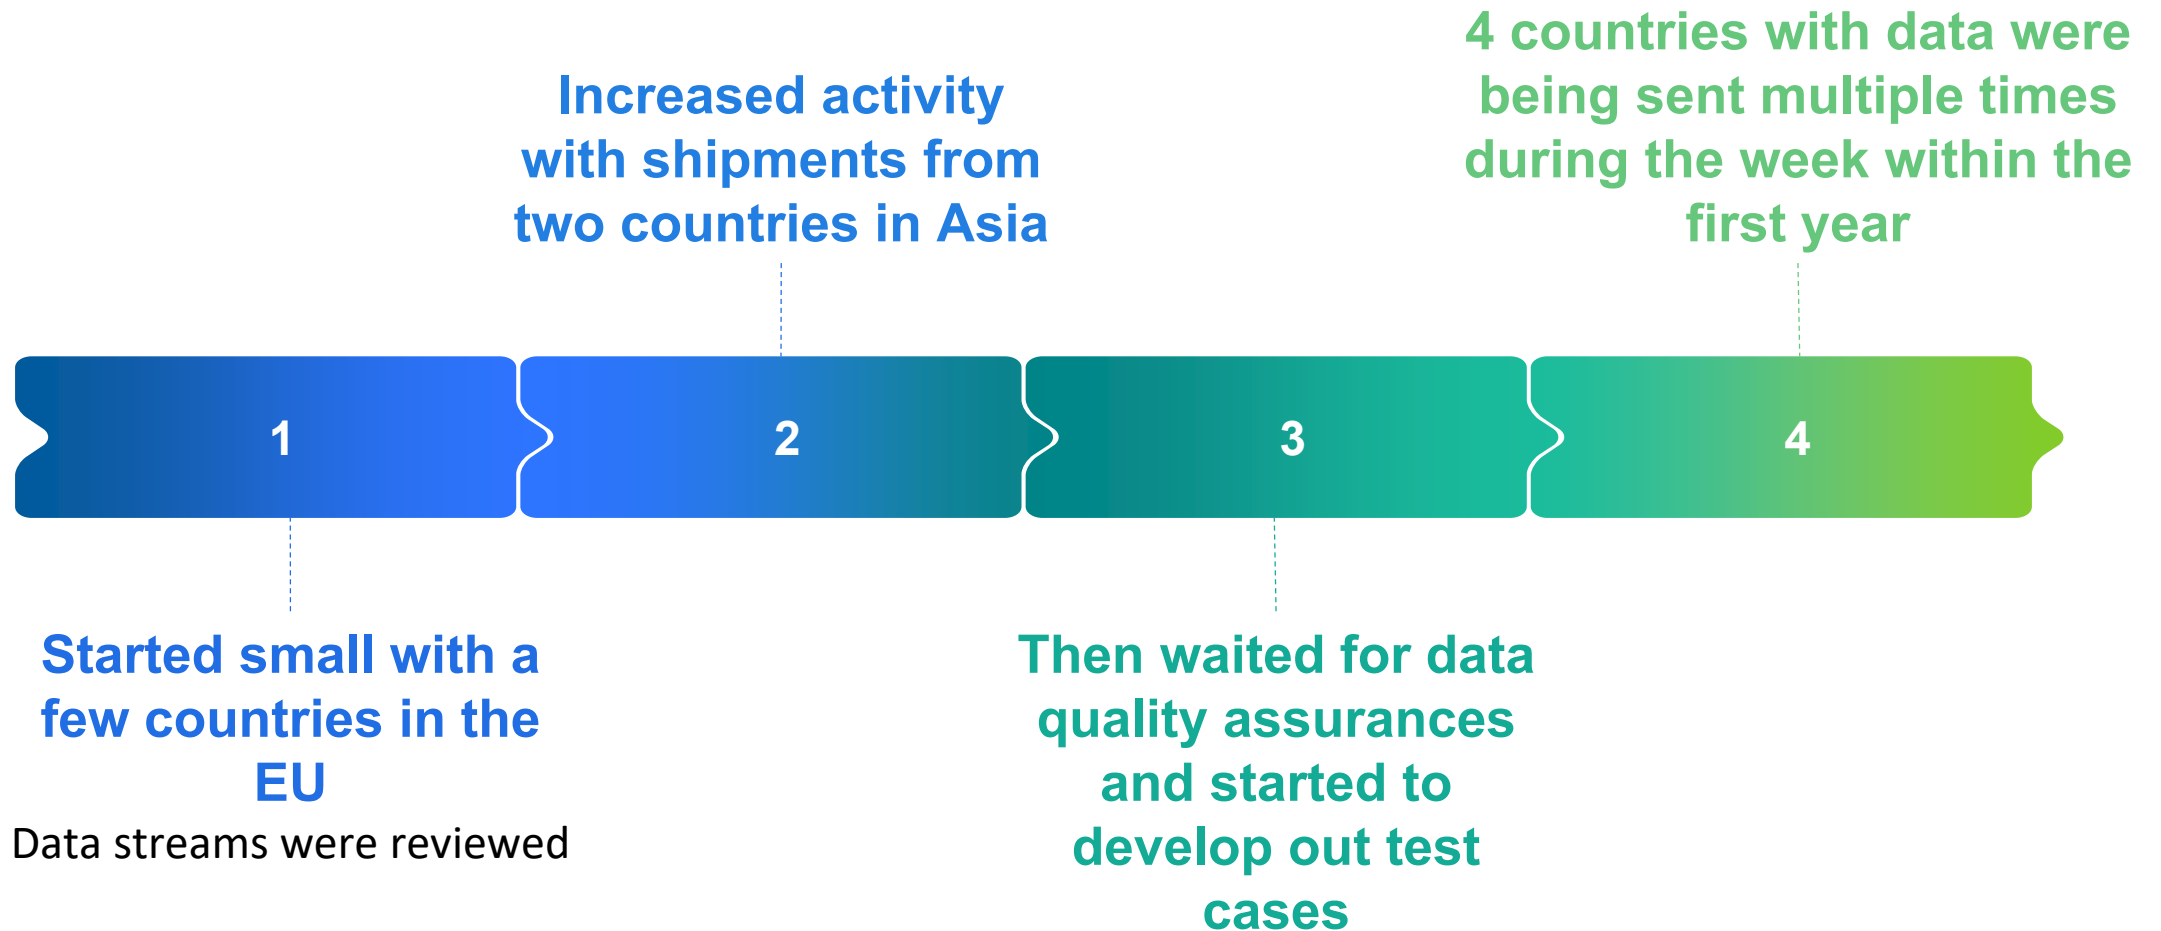 4 countries with data were
being sent multiple times
during the week within the
first year
Increased activity
with shipments from
two countries in Asia
1
2
3
4
Started small with a
few countries in the
EU
Data streams were reviewed
Then waited for data
quality assurances
and started to
develop out test
cases